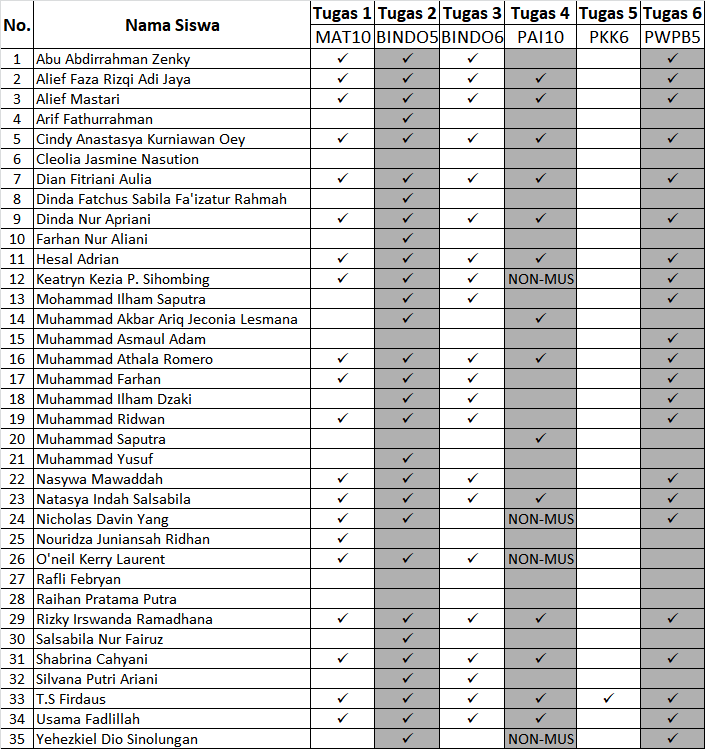 No. Nama Siswa Tugas 1 Tugas 2 Tugas 3 Tugas 4 Tugas 5 Tugas 6
MAT10 BINDO5 BINDO6 PAI10 PKK6 PWPB5
1 Abu Abdirrahman Zenky ✓ ✓ ✓ ✓
2 Alief Faza Rizqi Adi Jaya ✓ ✓ ✓ ✓ ✓
3 Alief Mastari ✓ ✓ ✓ ✓ ✓
4 Arif Fathurrahman ✓
5 Cindy Anastasya Kurniawan Oey ✓ ✓ ✓ ✓ ✓
6 Cleolia Jasmine Nasution
7 Dian Fitriani Aulia ✓ ✓ ✓ ✓ ✓
8 Dinda Fatchus Sabila Fa'izatur Rahmah ✓
9 Dinda Nur Apriani ✓ ✓ ✓ ✓ ✓
10 Farhan Nur Aliani ✓
11 Hesal Adrian ✓ ✓ ✓ ✓ ✓
12 Keatryn Kezia P. Sihombing ✓ ✓ ✓ NON-MUS ✓
13 Mohammad Ilham Saputra ✓ ✓ ✓
14 Muhammad Akbar Ariq Jeconia Lesmana ✓ ✓
15 Muhammad Asmaul Adam ✓
16 Muhammad Athala Romero ✓ ✓ ✓ ✓ ✓
17 Muhammad Farhan ✓ ✓ ✓ ✓
18 Muhammad Ilham Dzaki ✓ ✓ ✓
19 Muhammad Ridwan ✓ ✓ ✓ ✓
20 Muhammad Saputra ✓
21 Muhammad Yusuf ✓
22 Nasywa Mawaddah ✓ ✓ ✓ ✓
23 Natasya Indah Salsabila ✓ ✓ ✓ ✓ ✓
24 Nicholas Davin Yang ✓ ✓ NON-MUS ✓
25 Nouridza Juniansah Ridhan ✓
26 O'neil Kerry Laurent ✓ ✓ ✓ NON-MUS
27 Rafli Febryan
28 Raihan Pratama Putra
29 Rizky Irswanda Ramadhana ✓ ✓ ✓ ✓ ✓
30 Salsabila Nur Fairuz ✓
31 Shabrina Cahyani ✓ ✓ ✓ ✓ ✓
32 Silvana Putri Ariani ✓ ✓
33 T.S Firdaus ✓ ✓ ✓ ✓ ✓ ✓
34 Usama Fadlillah ✓ ✓ ✓ ✓ ✓
35 Yehezkiel Dio Sinolungan ✓ NON-MUS ✓